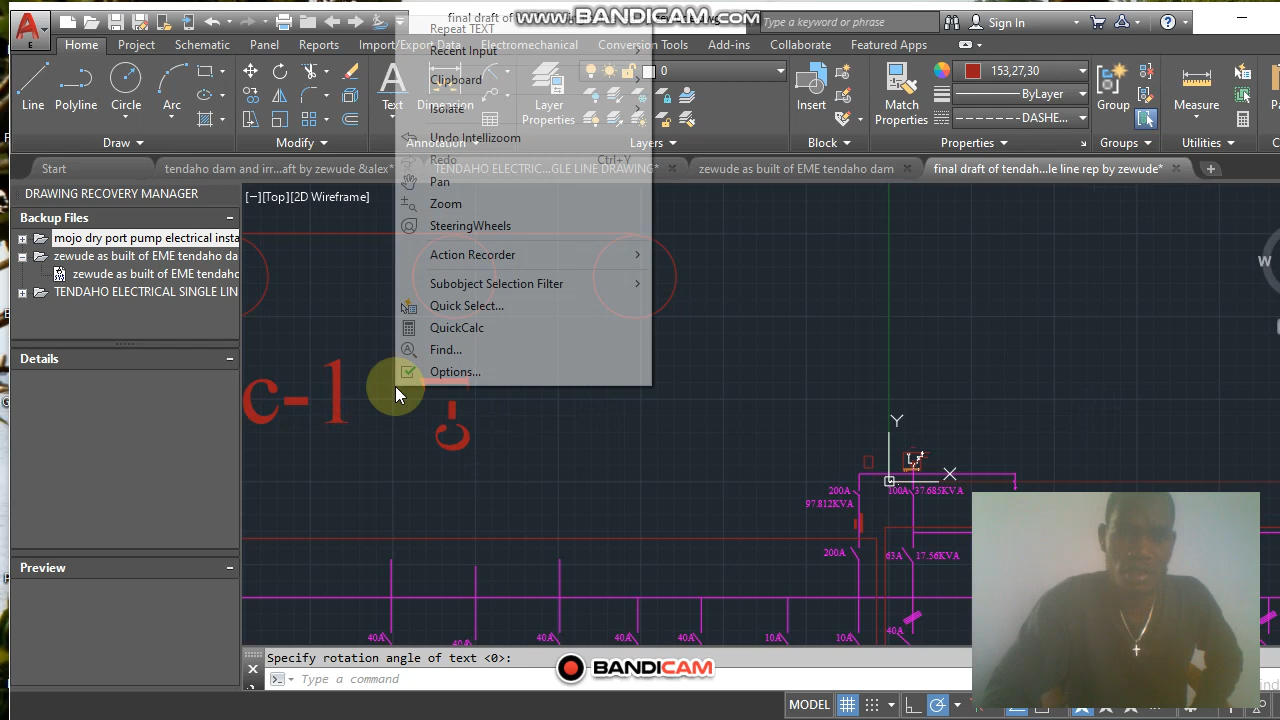 final draft of
www.BANDICAM.com
Type a keyword or phrase
Sign In
Home Project Schematic Panel Reports Import/Export Data Electromechanical Conversion Tools Add-ins Collaborate Featured Apps
Line Polyline Circle Arc
Text Dimension
Layer Properties
0
Insert
Match Properties
153,27,30
ByLayer
DASHE...
Group
Measure
Draw Modify Annotation Layers Block Properties Groups Utilities
Start
tendaho dam and irr...aft by zewude &alex*
TENDAHO ELECTRIC...GLE LINE DRAWING*
zewude as built of EME tendaho dam
final draft of tendah...le line rep by zewude*
Repeat TEXT
Recent Input
Clipboard
Isolate
Undo Intellizoom
Redo Ctrl+Y
Pan
Zoom
SteeringWheels
Action Recorder
Subobject Selection Filter
Quick Select...
QuickCalc
Find...
Options...
DRAWING RECOVERY MANAGER
Backup Files
mojo dry port pump electrical insta
zewude as built of EME tendaho da
zewude as built of EME tendaho
TENDAHO ELECTRICAL SINGLE LIN
Details
Preview
[−][Top][2D Wireframe]
W
c-1
c-1
Y
X
200A
97.812KVA
100A 37.685KVA
200A
63A 17.56KVA
40A
40A
40A
40A
40A
40A
10A
10A
Specify rotation angle of text <0>:
Type a command
BANDICAM
MODEL